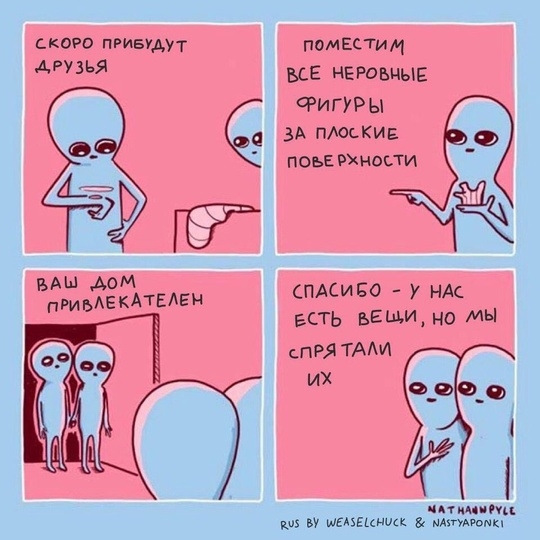 СКОРО ПРИБУДУТ
ДРУЗЬЯ
ПОМЕСТИМ
ВСЕ НЕРОВНЫЕ
ФИГУРЫ
ЗА ПЛОСКИЕ
ПОВЕРХНОСТИ
ВАШ ДОМ
ПРИВЛЕКАТЕЛЕН
СПАСИБО - У НАС
ЕСТЬ ВЕЩИ, НО МЫ
СПРЯТАЛИ
ИХ
NATHANWPYLE
RUS BY WEASELCHUCK & NASTYAPONKI